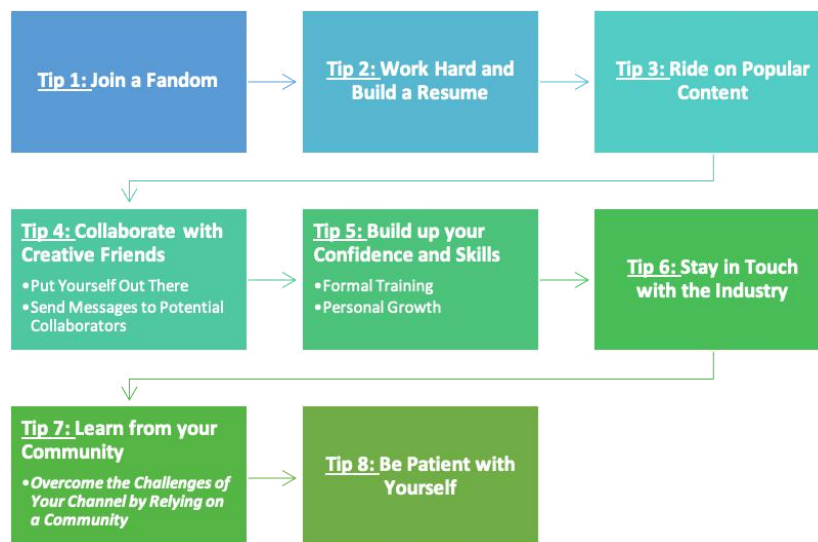 Tip 1: Join a Fandom
Tip 2: Work Hard and
Build a Resume
Tip 3: Ride on Popular
Content
Tip 4: Collaborate with
Creative Friends
•Put Yourself Out There
•Send Messages to Potential
Collaborators
Tip 5: Build up your
Confidence and Skills
•Formal Training
•Personal Growth
Tip 6: Stay in Touch
with the Industry
Tip 7: Learn from your
Community
•Overcome the Challenges of
Your Channel by Relying on
a Community
Tip 8: Be Patient with
Yourself